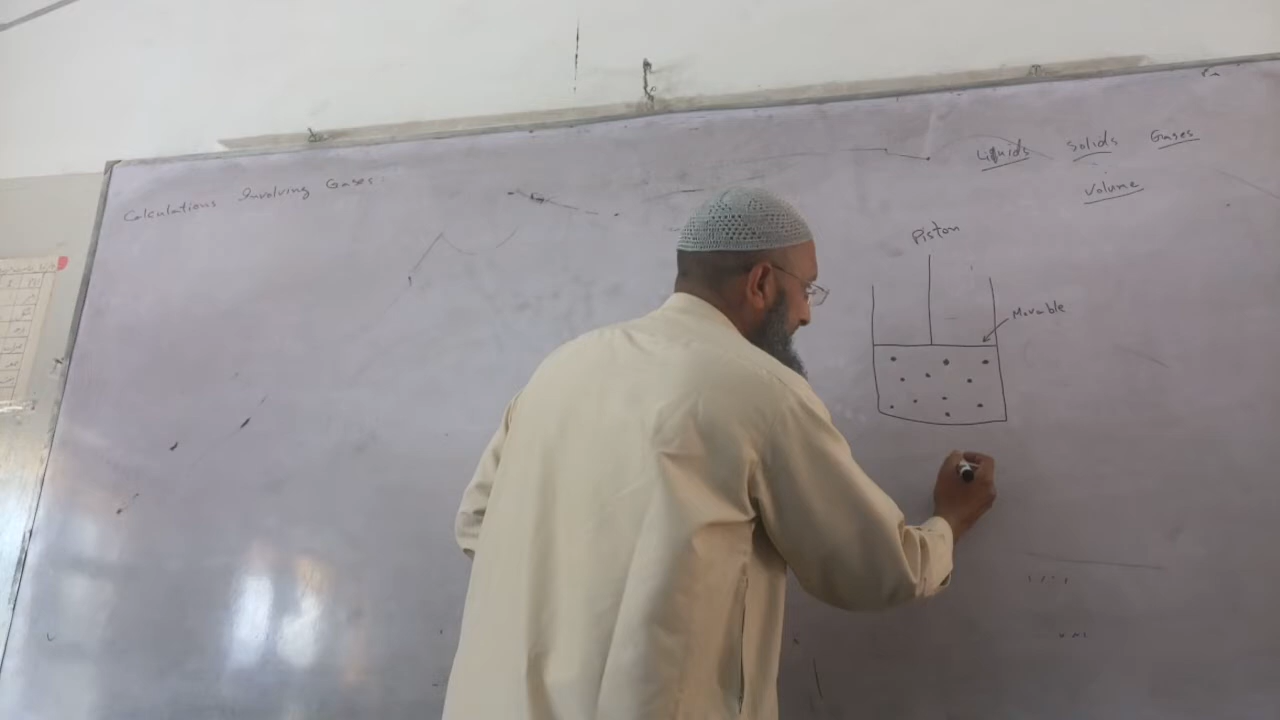 Calculations Involving Gases:
Liquids Solids Gases
Volume
Piston
Movable